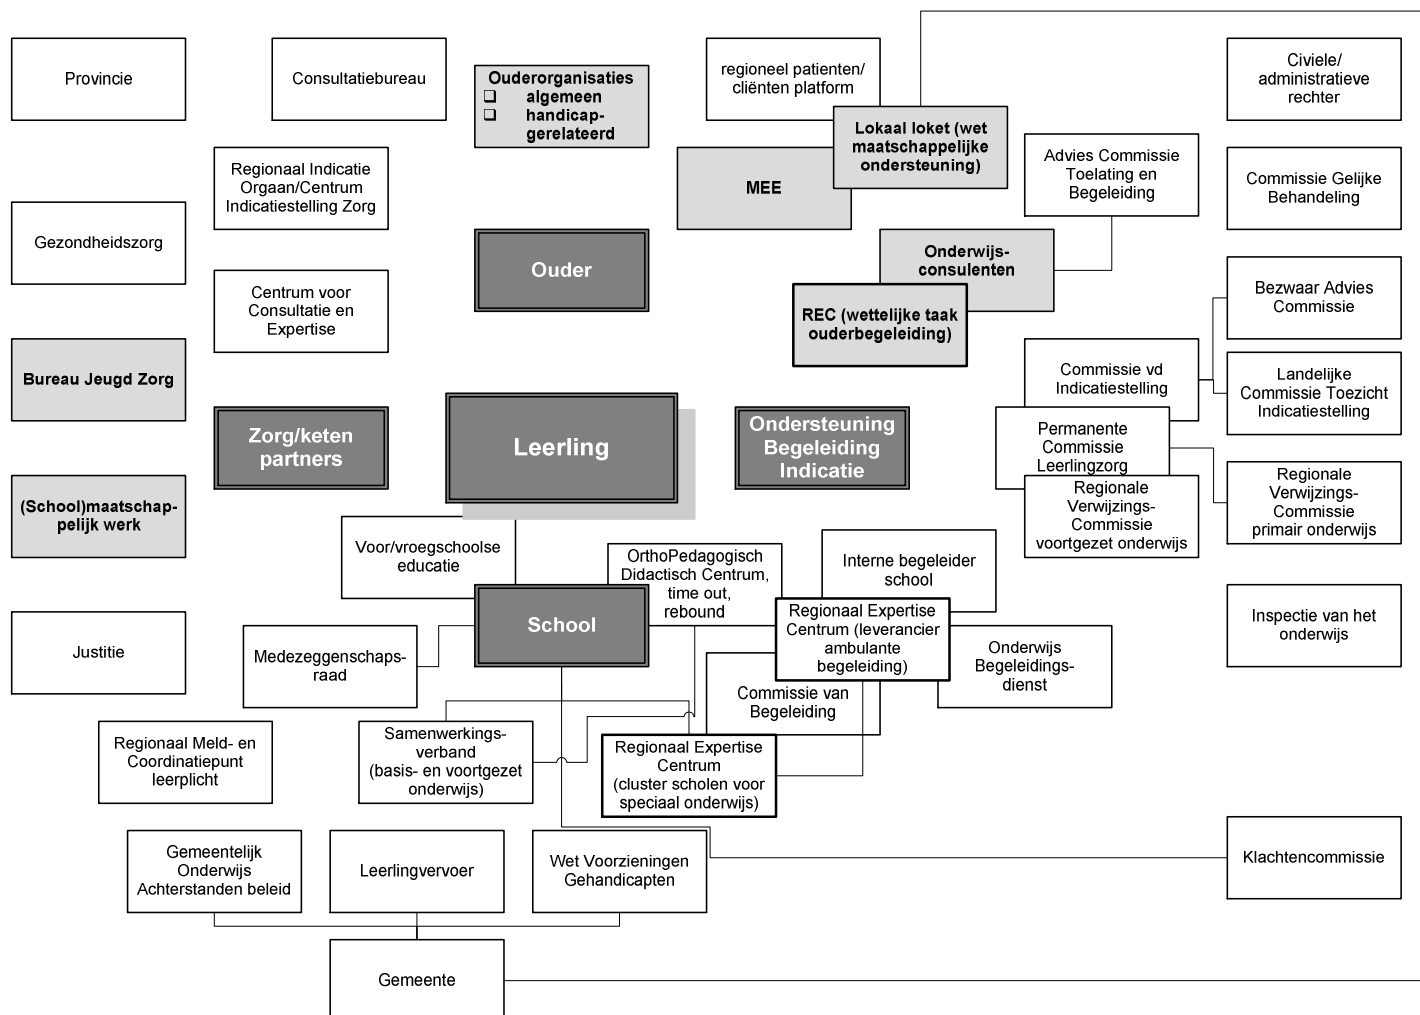 Provincie
Consultatiebureau
Ouderorganisaties
❑ algemeen
❑ handicap-
gerelateerd
regioneel patienten/
cliënten platform
Lokaal loket (wet
maatschappelijke
ondersteuning)
Civiele/
administratieve
rechter
Regionaal Indicatie
Orgaan/Centrum
Indicatiestelling Zorg
MEE
Advies Commissie
Toelating en
Begeleiding
Commissie Gelijke
Behandeling
Gezondheidszorg
Ouder
Onderwijs-
consulenten
Centrum voor
Consultatie en
Expertise
REC (wettelijke taak
ouderbegeleiding)
Bezwaar Advies
Commissie
Bureau Jeugd Zorg
Commissie vd
Indicatiestelling
Landelijke
Commissie Toezicht
Indicatiestelling
Zorg/keten
partners
Leerling
Ondersteuning
Begeleiding
Indicatie
Permanente
Commissie
Leerlingzorg
(School)maatschap-
pelijk werk
Regionale
Verwijzings-
Commissie
voortgezet onderwijs
Regionale
Verwijzings-
Commissie
primair onderwijs
Voor/vroegschoolse
educatie
OrthoPedagogisch
Didactisch Centrum,
time out,
rebound
Interne begeleider
school
School
Regionaal Expertise
Centrum (leverancier
ambulante
begeleiding)
Inspectie van het
onderwijs
Justitie
Medezeggenschaps-
raad
Onderwijs
Begeleidings-
dienst
Commissie van
Begeleiding
Regionaal Meld- en
Coordinatiepunt
leerplicht
Samenwerkings-
verband
(basis- en voortgezet
onderwijs)
Regionaal Expertise
Centrum
(cluster scholen voor
speciaal onderwijs)
Gemeentelijk
Onderwijs
Achterstanden beleid
Leerlingvervoer
Wet Voorzieningen
Gehandicapten
Klachtencommissie
Gemeente